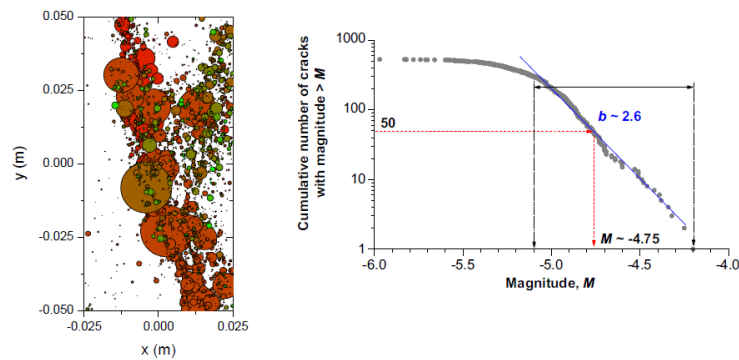 0.050
0.025
0.000
-0.025
-0.050
y (m)
-0.025 0.000 0.025
x (m)
1000
100
10
1
Cumulative number of cracks
with magnitude > M
50
b ~ 2.6
M ~ -4.75
-6.0 -5.5 -5.0 -4.5 -4.0
Magnitude, M